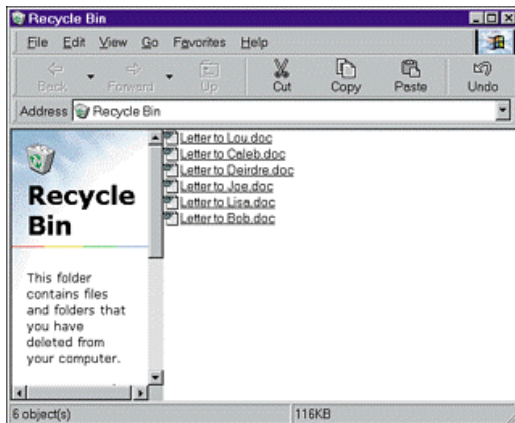 Recycle Bin
File Edit View Go Favorites Help
Back Forward Up Cut Copy Paste Undo
Address Recycle Bin
Recycle
Bin
This folder
contains files
and folders that
you have
deleted from
your computer.
Letter to Lou.doc
Letter to Caleb.doc
Letter to Deirdre.doc
Letter to Joe.doc
Letter to Lisa.doc
Letter to Bob.doc
6 object(s) 116KB